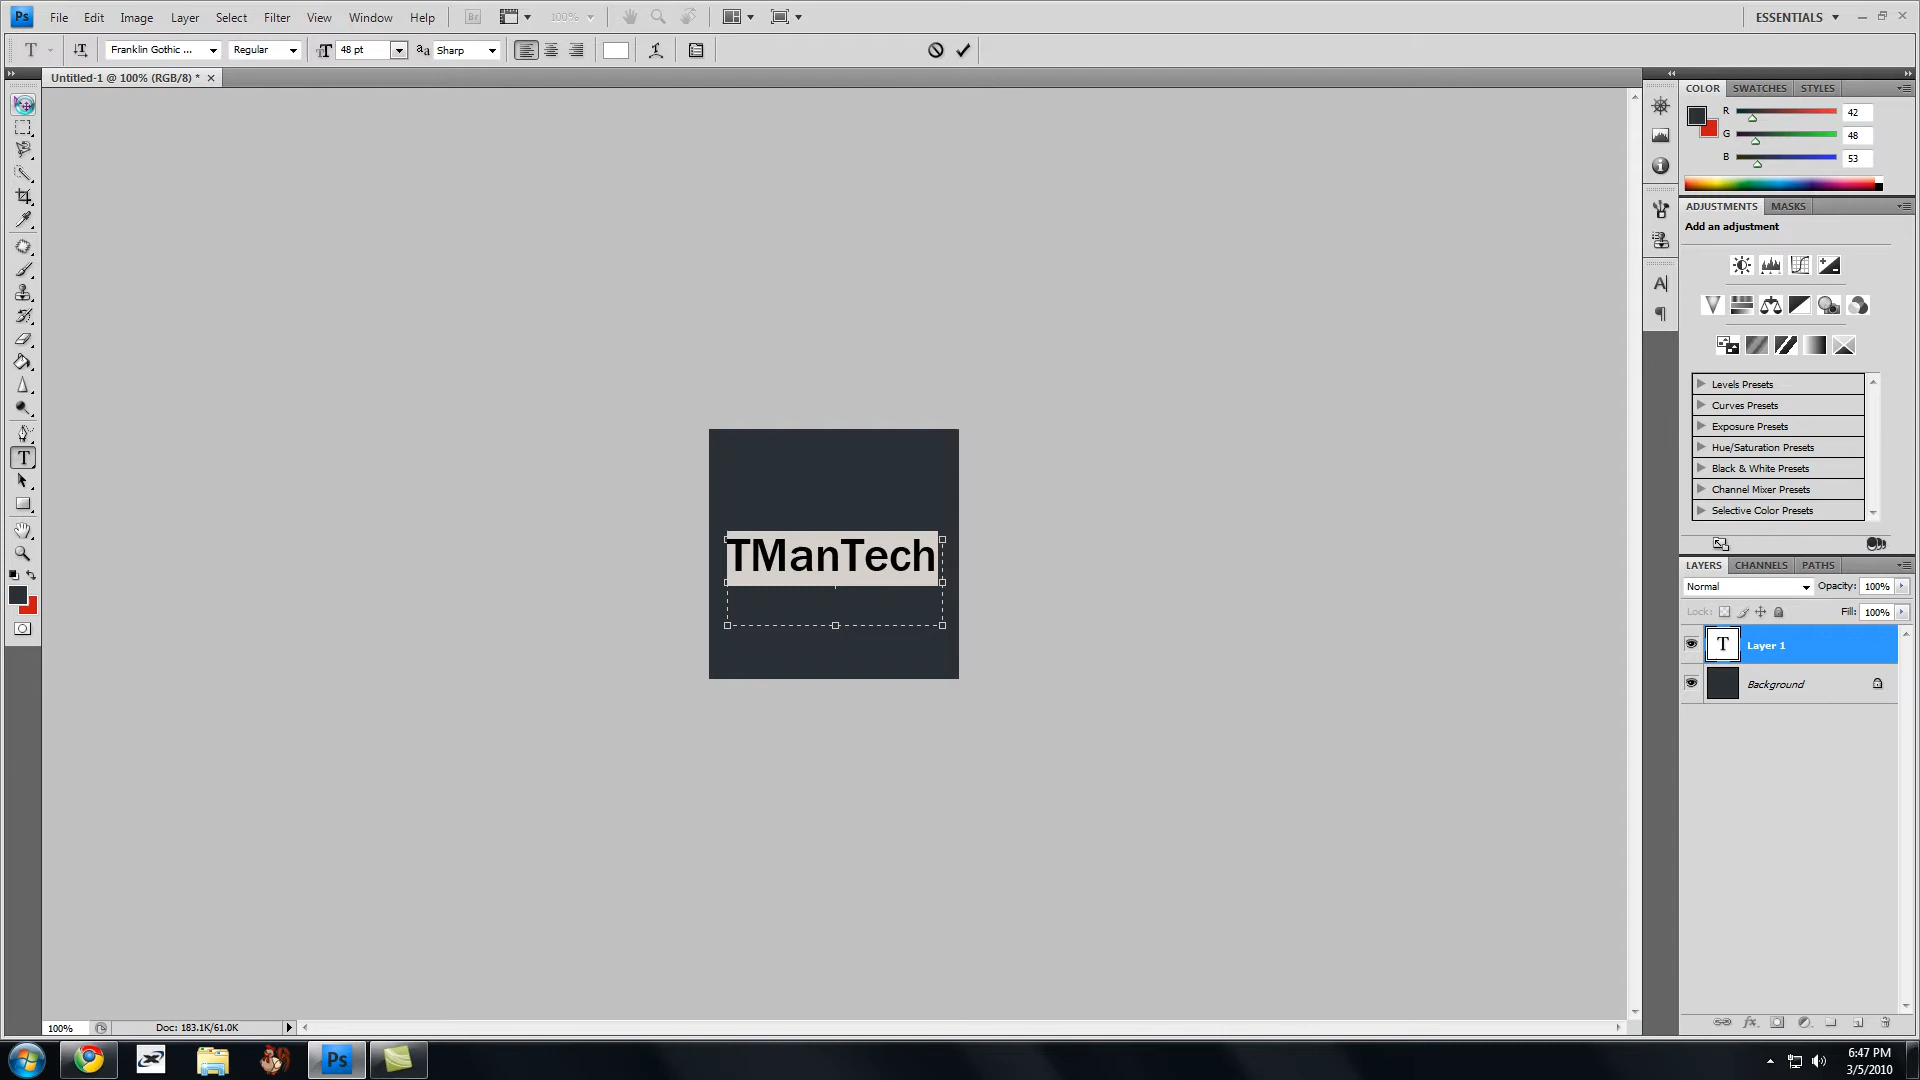 Ps File Edit Image Layer Select Filter View Window Help Br 100% ESSENTIALS
T T Franklin Gothic ... Regular T 48 pt aa Sharp
Untitled-1 @ 100% (RGB/8) *
COLOR SWATCHES STYLES
R 42
G 48
B 53
ADJUSTMENTS MASKS
Add an adjustment
Levels Presets
Curves Presets
Exposure Presets
Hue/Saturation Presets
Black & White Presets
Channel Mixer Presets
Selective Color Presets
TManTech
LAYERS CHANNELS PATHS
Normal Opacity: 100%
Lock: Fill: 100%
T Layer 1
Background
100% Doc: 183.1K/61.0K
Ps
6:47 PM
3/5/2010